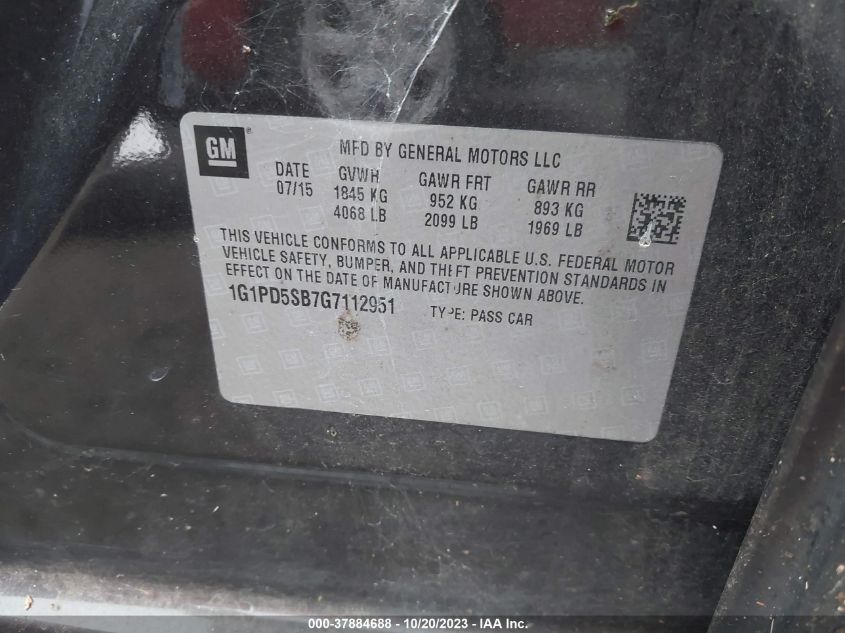 GM
MFD BY GENERAL MOTORS LLC
DATE GVWR GAWR FRT GAWR RR
07/15 1845 KG 952 KG 893 KG
4068 LB 2099 LB 1969 LB
THIS VEHICLE CONFORMS TO ALL APPLICABLE U.S. FEDERAL MOTOR
VEHICLE SAFETY, BUMPER, AND THEFT PREVENTION STANDARDS IN
EFFECT ON THE DATE OF MANUFACTURE SHOWN ABOVE.
1G1PD5SB7G7112951 TYPE: PASS CAR
000-37884688 - 10/20/2023 - IAA Inc.